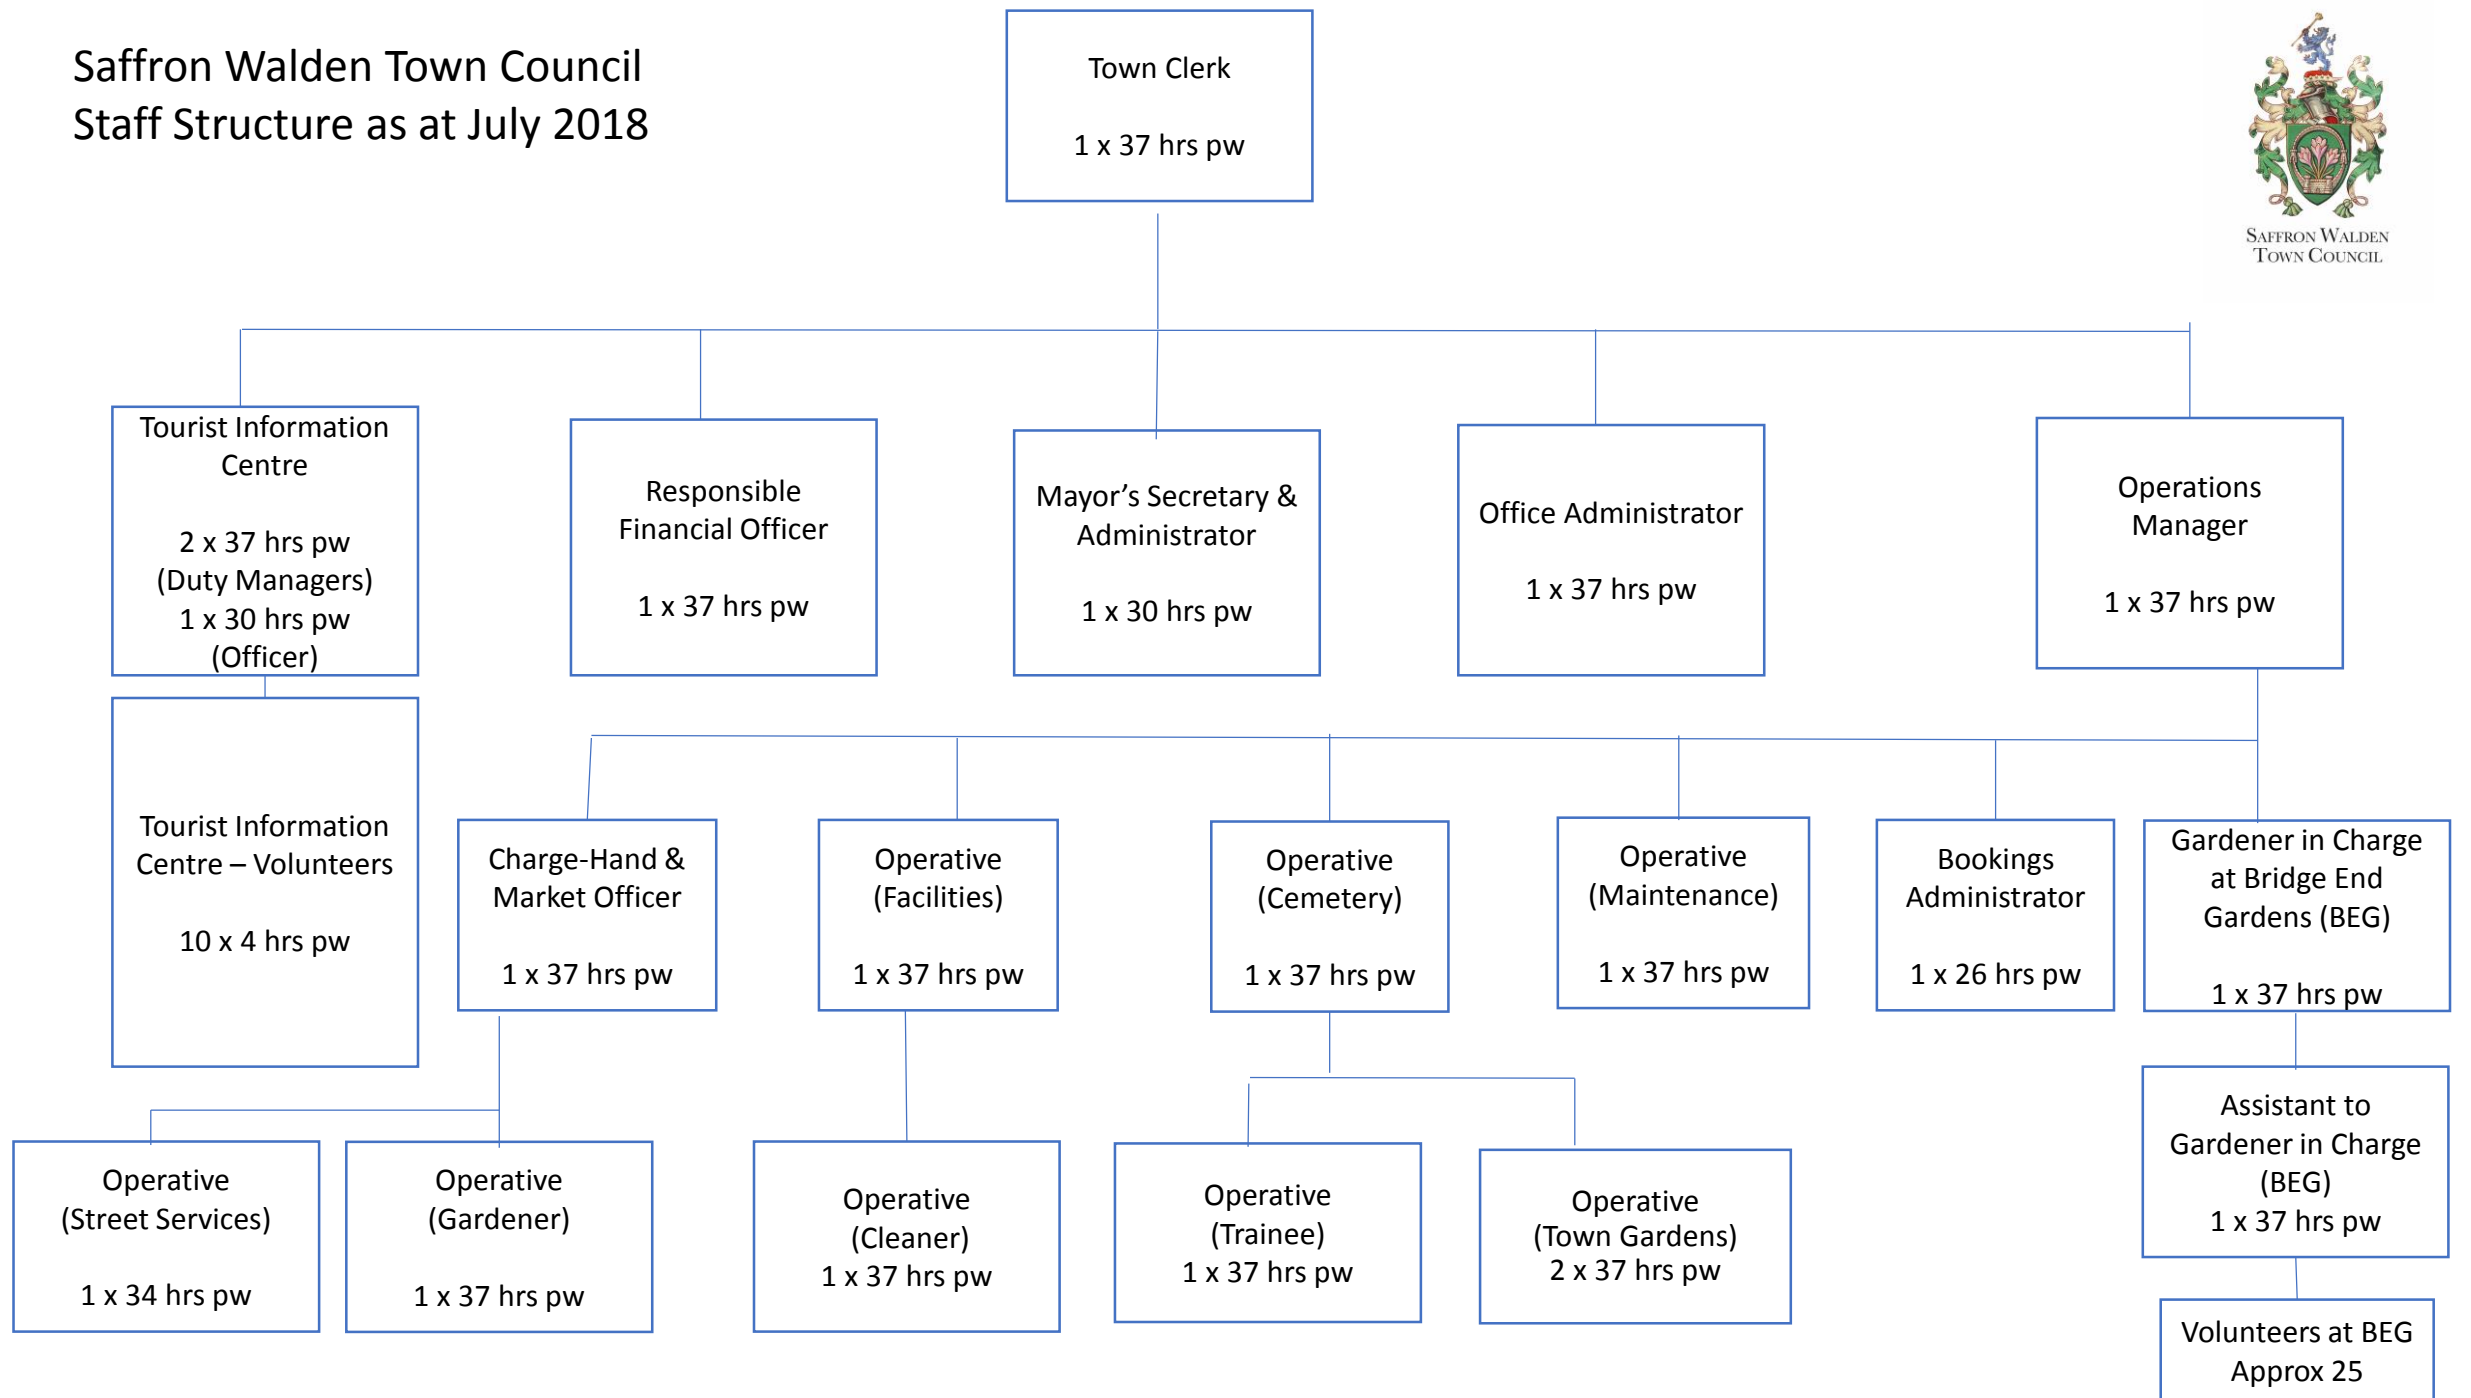 Saffron Walden Town Council
Staff Structure as at July 2018
Town Clerk
1 x 37 hrs pw
SAFFRON WALDEN
TOWN COUNCIL
Tourist Information
Centre
2 x 37 hrs pw
(Duty Managers)
1 x 30 hrs pw
(Officer)
Responsible
Financial Officer
1 x 37 hrs pw
Mayor’s Secretary &
Administrator
1 x 30 hrs pw
Office Administrator
1 x 37 hrs pw
Operations
Manager
1 x 37 hrs pw
Tourist Information
Centre – Volunteers
10 x 4 hrs pw
Charge-Hand &
Market Officer
1 x 37 hrs pw
Operative
(Facilities)
1 x 37 hrs pw
Operative
(Cemetery)
1 x 37 hrs pw
Operative
(Maintenance)
1 x 37 hrs pw
Bookings
Administrator
1 x 26 hrs pw
Gardener in Charge
at Bridge End
Gardens (BEG)
1 x 37 hrs pw
Operative
(Street Services)
1 x 34 hrs pw
Operative
(Gardener)
1 x 37 hrs pw
Operative
(Cleaner)
1 x 37 hrs pw
Operative
(Trainee)
1 x 37 hrs pw
Operative
(Town Gardens)
2 x 37 hrs pw
Assistant to
Gardener in Charge
(BEG)
1 x 37 hrs pw
Volunteers at BEG
Approx 25